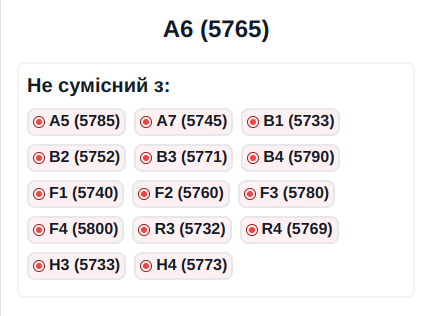 A6 (5765)
Не сумісний з:
A5 (5785) A7 (5745) B1 (5733)
B2 (5752) B3 (5771) B4 (5790)
F1 (5740) F2 (5760) F3 (5780)
F4 (5800) R3 (5732) R4 (5769)
H3 (5733) H4 (5773)